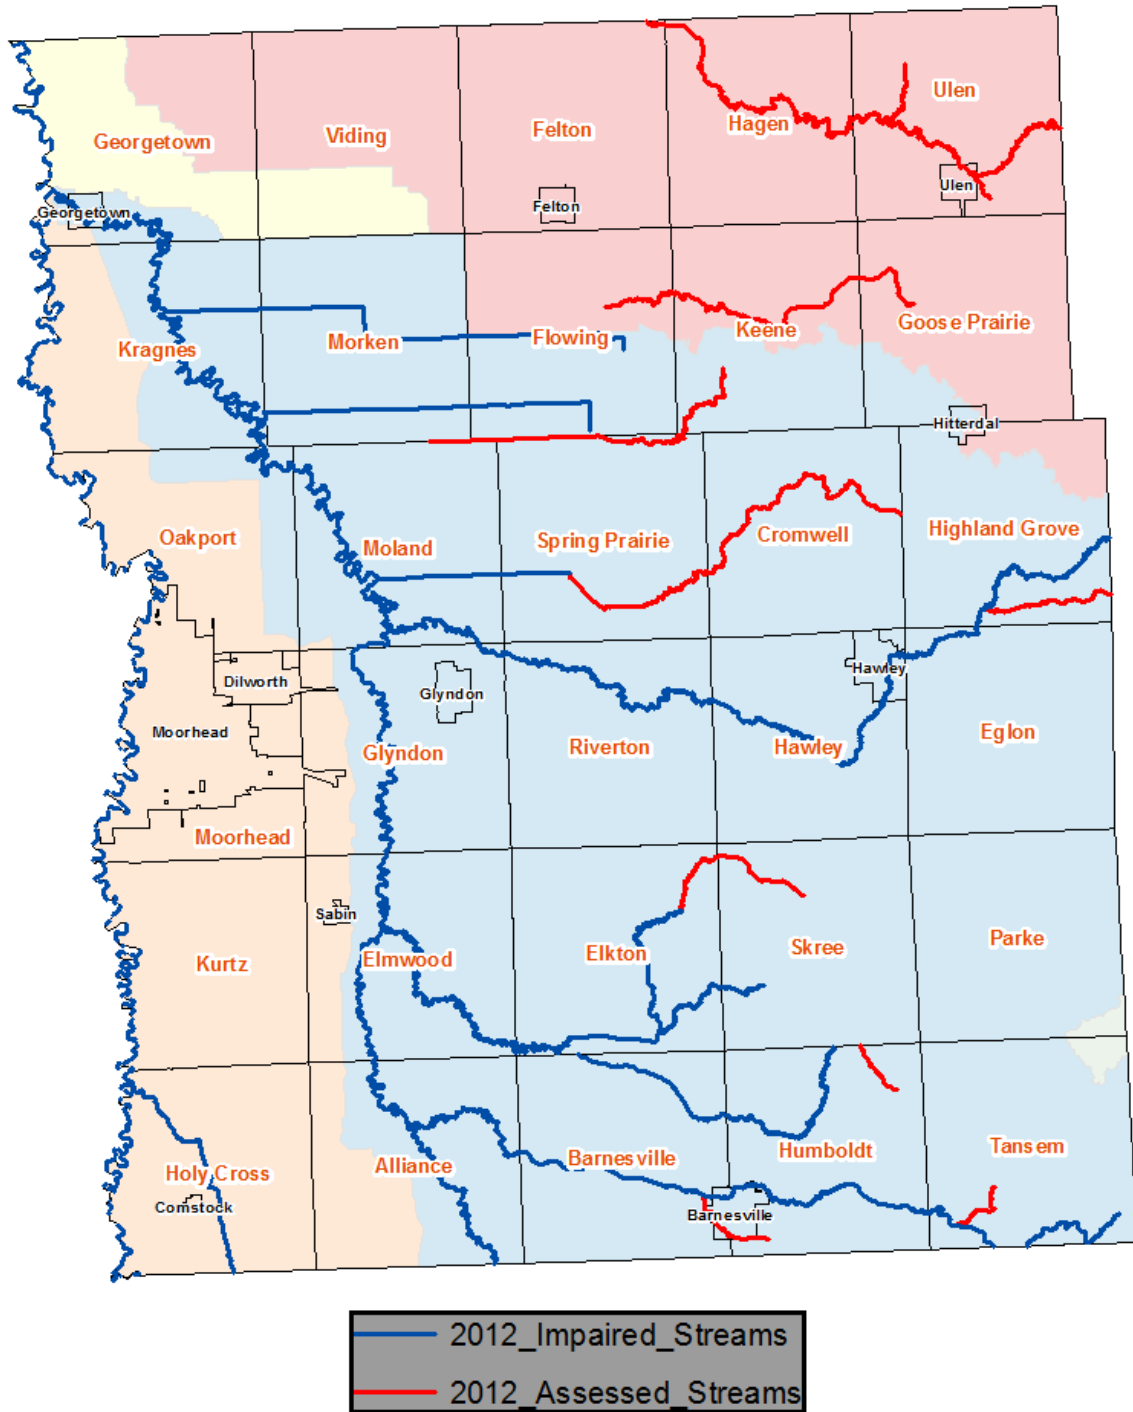 Ulen
Hagen
Felton
Viding
Georgetown
Ulen
Felton
Georgetown
Goose Prairie
Keene
Flowing
Morken
Kragnes
Hitterdal
Highland Grove
Cromwell
Spring Prairie
Moland
Oakport
Hawley
Dilworth
Glyndon
Moorhead
Eglon
Hawley
Riverton
Glyndon
Moorhead
Sabin
Parke
Skree
Elkton
Elmwood
Kurtz
Tansem
Humboldt
Barnesville
Alliance
Holy Cross
Comstock
Barnesville
2012_Impaired_Streams
2012_Assessed_Streams